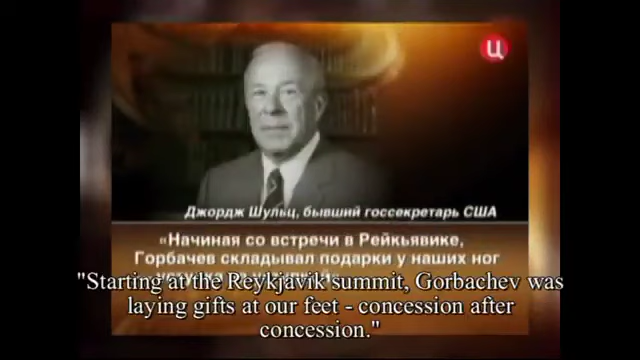 Ц
Джордж Шульц, бывший госсекретарь США
«Начиная со встречи в Рейкьявике,
Горбачев складывал подарки у наших ног
"Starting at the Reykjavik summit, Gorbachev was
laying gifts at our feet - concession after
concession."